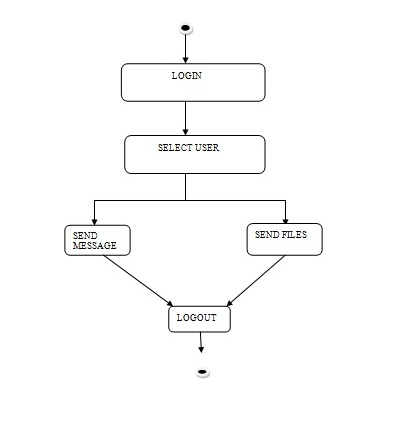 LOGIN
SELECT USER
SEND
MESSAGE
SEND FILES
LOGOUT